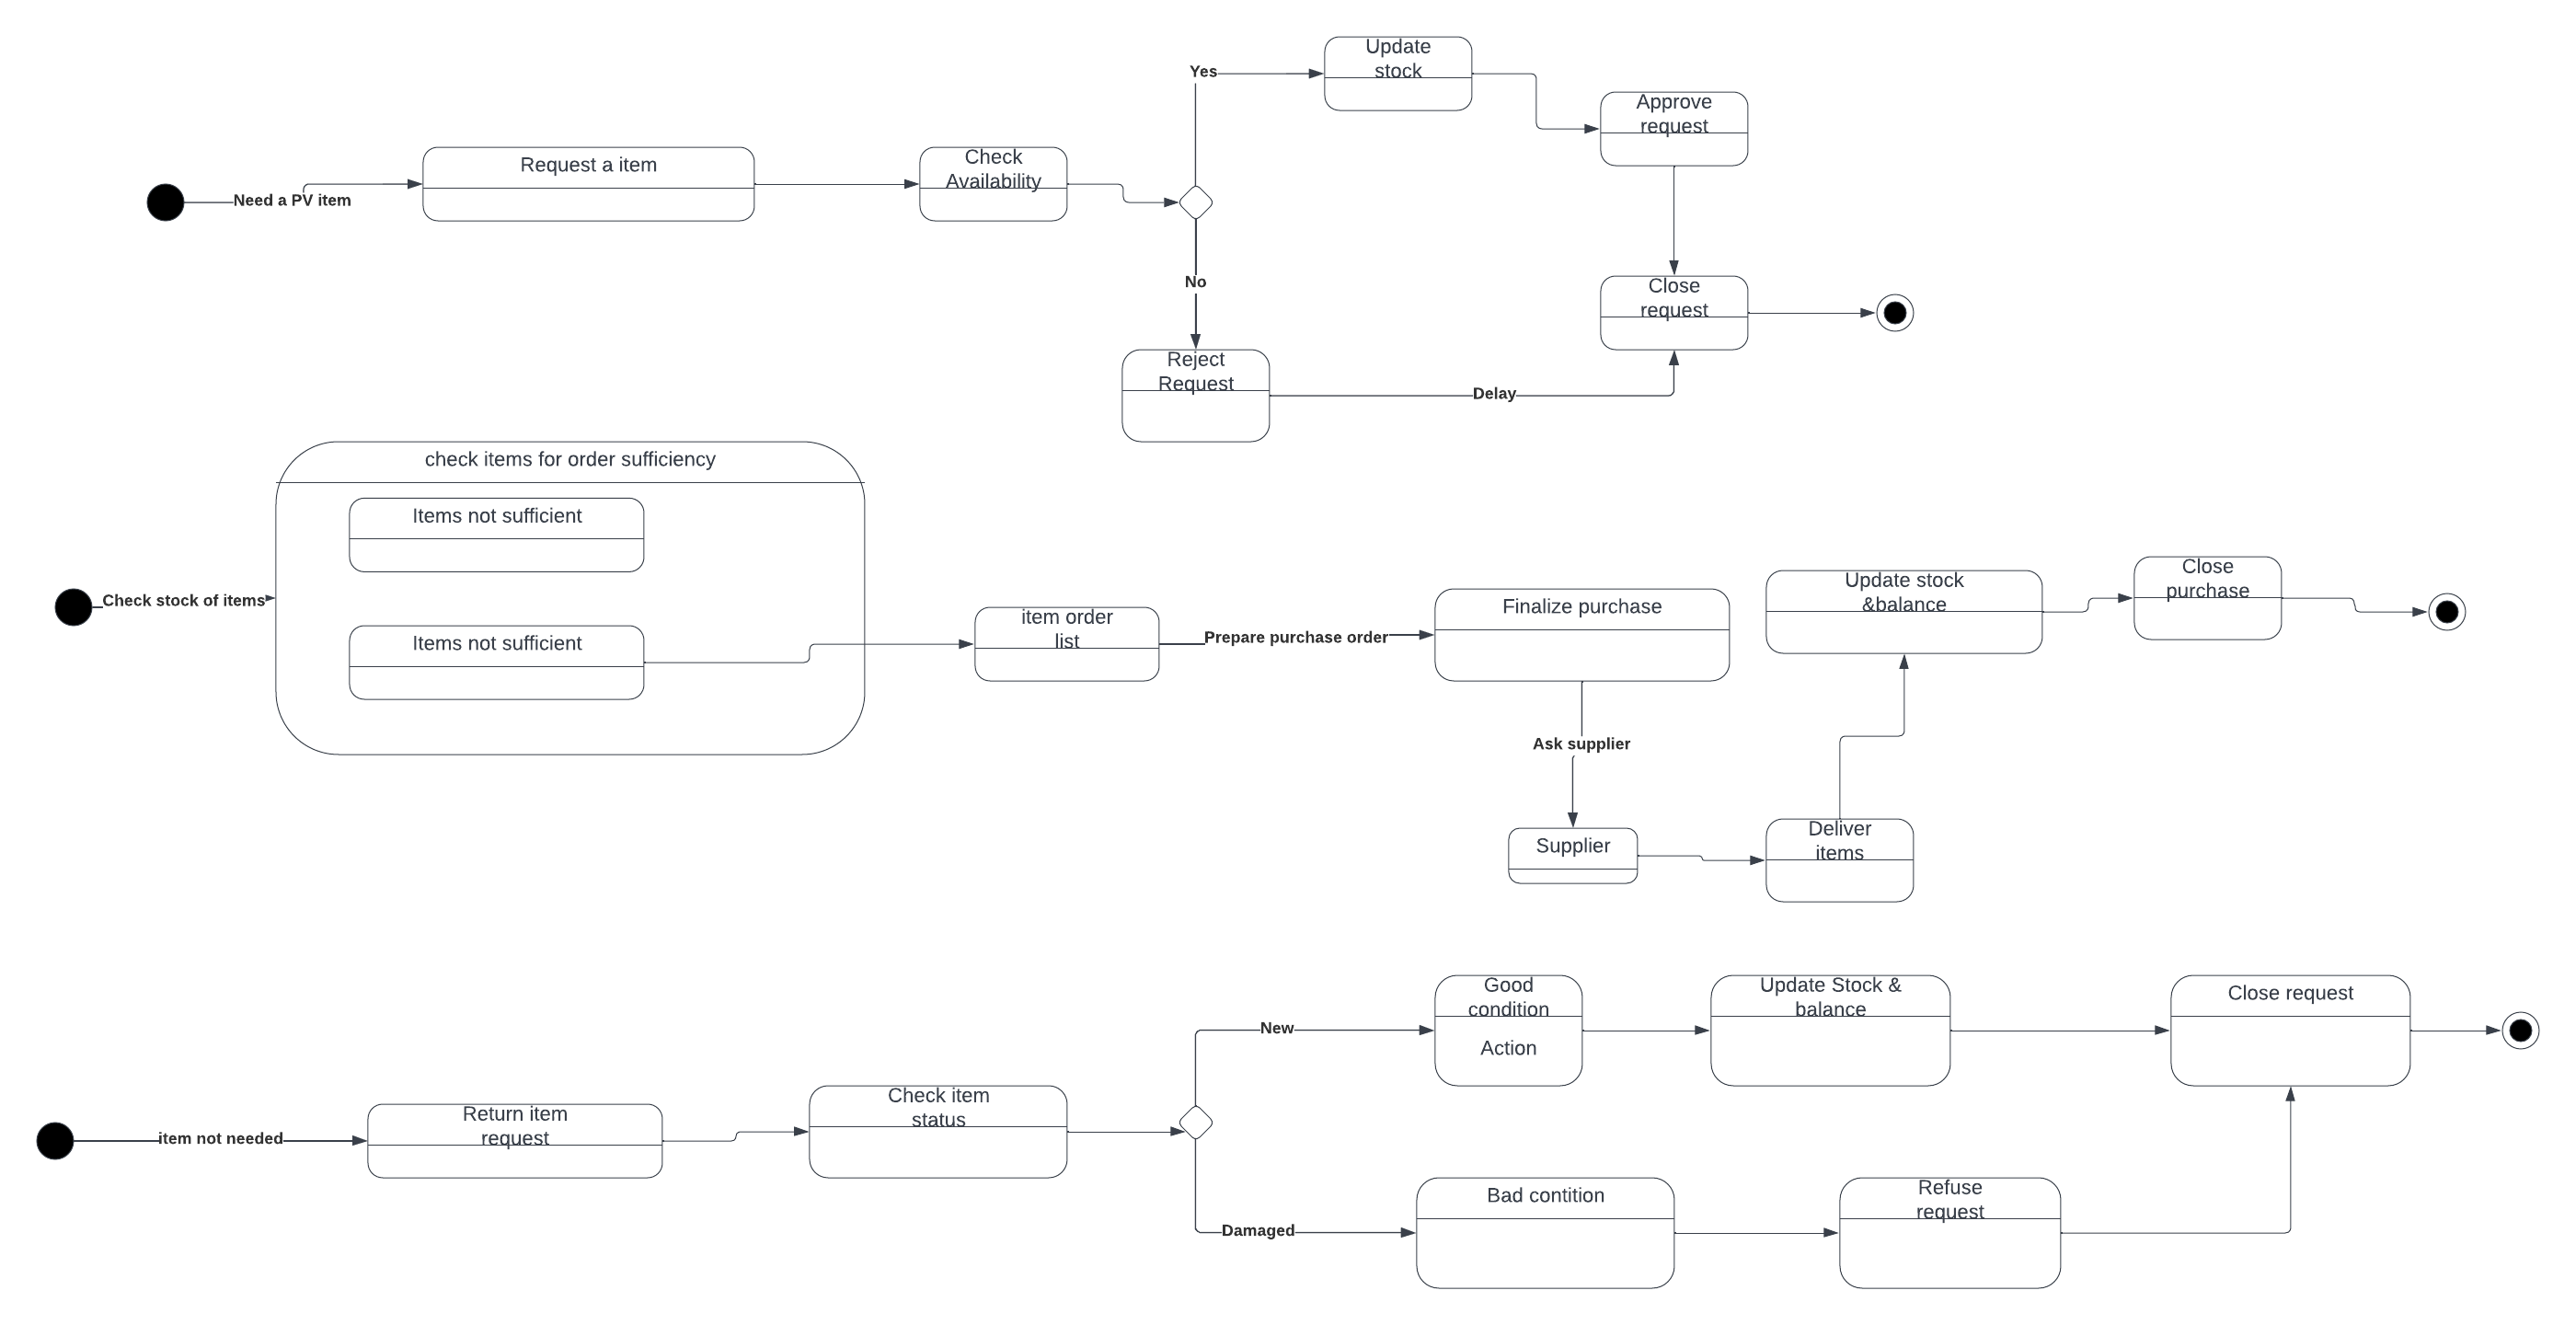 Update
stock
Yes
Approve
request
Request a item
Check
Availability
Need a PV item
No
Close
request
Reject
Request
Delay
check items for order sufficiency
Items not sufficient
Check stock of items
Items not sufficient
item order
list
Prepare purchase order
Finalize purchase
Update stock
&balance
Close
purchase
Ask supplier
Supplier
Deliver
items
Good
condition
Action
Update Stock &
balance
Close request
New
Return item
request
Check item
status
item not needed
Damaged
Bad contition
Refuse
request